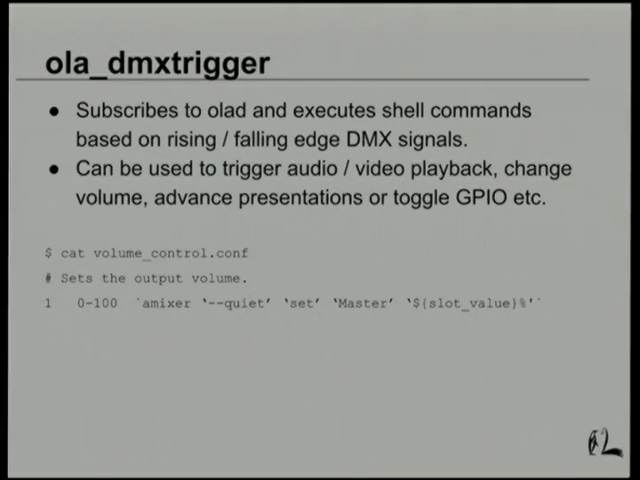 ola_dmxtrigger
● Subscribes to olad and executes shell commands
based on rising / falling edge DMX signals.
● Can be used to trigger audio / video playback, change
volume, advance presentations or toggle GPIO etc.
$ cat volume_control.conf
# Sets the output volume.
1 0-100 `amixer ‘--quiet’ ‘set’ ‘Master’ ‘${slot_value}%'`